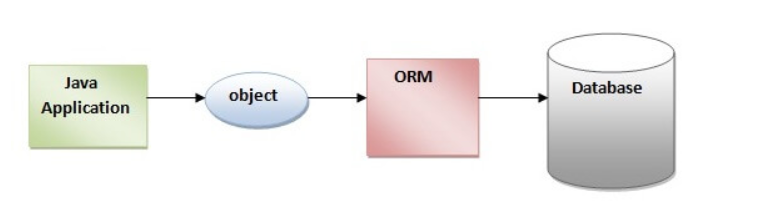 Java
Application
object
ORM
Database